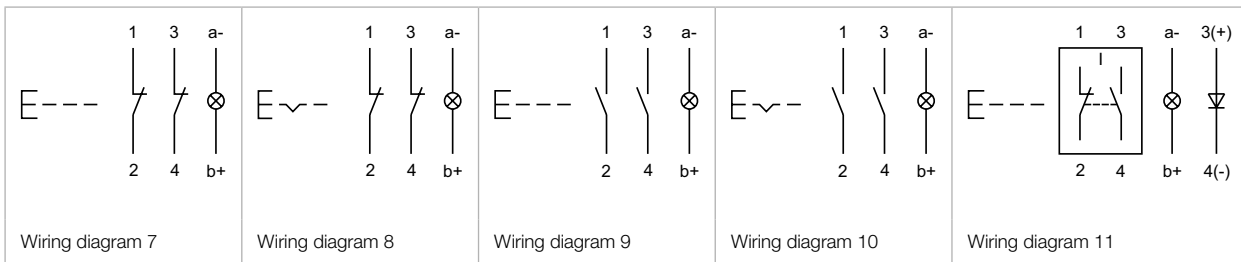 1 3 a-
2 4 b+
Wiring diagram 7
1 3 a-
2 4 b+
Wiring diagram 8
1 3 a-
2 4 b+
Wiring diagram 9
1 3 a-
2 4 b+
Wiring diagram 10
1 3 a- 3(+)
2 4 b+ 4(-)
Wiring diagram 11